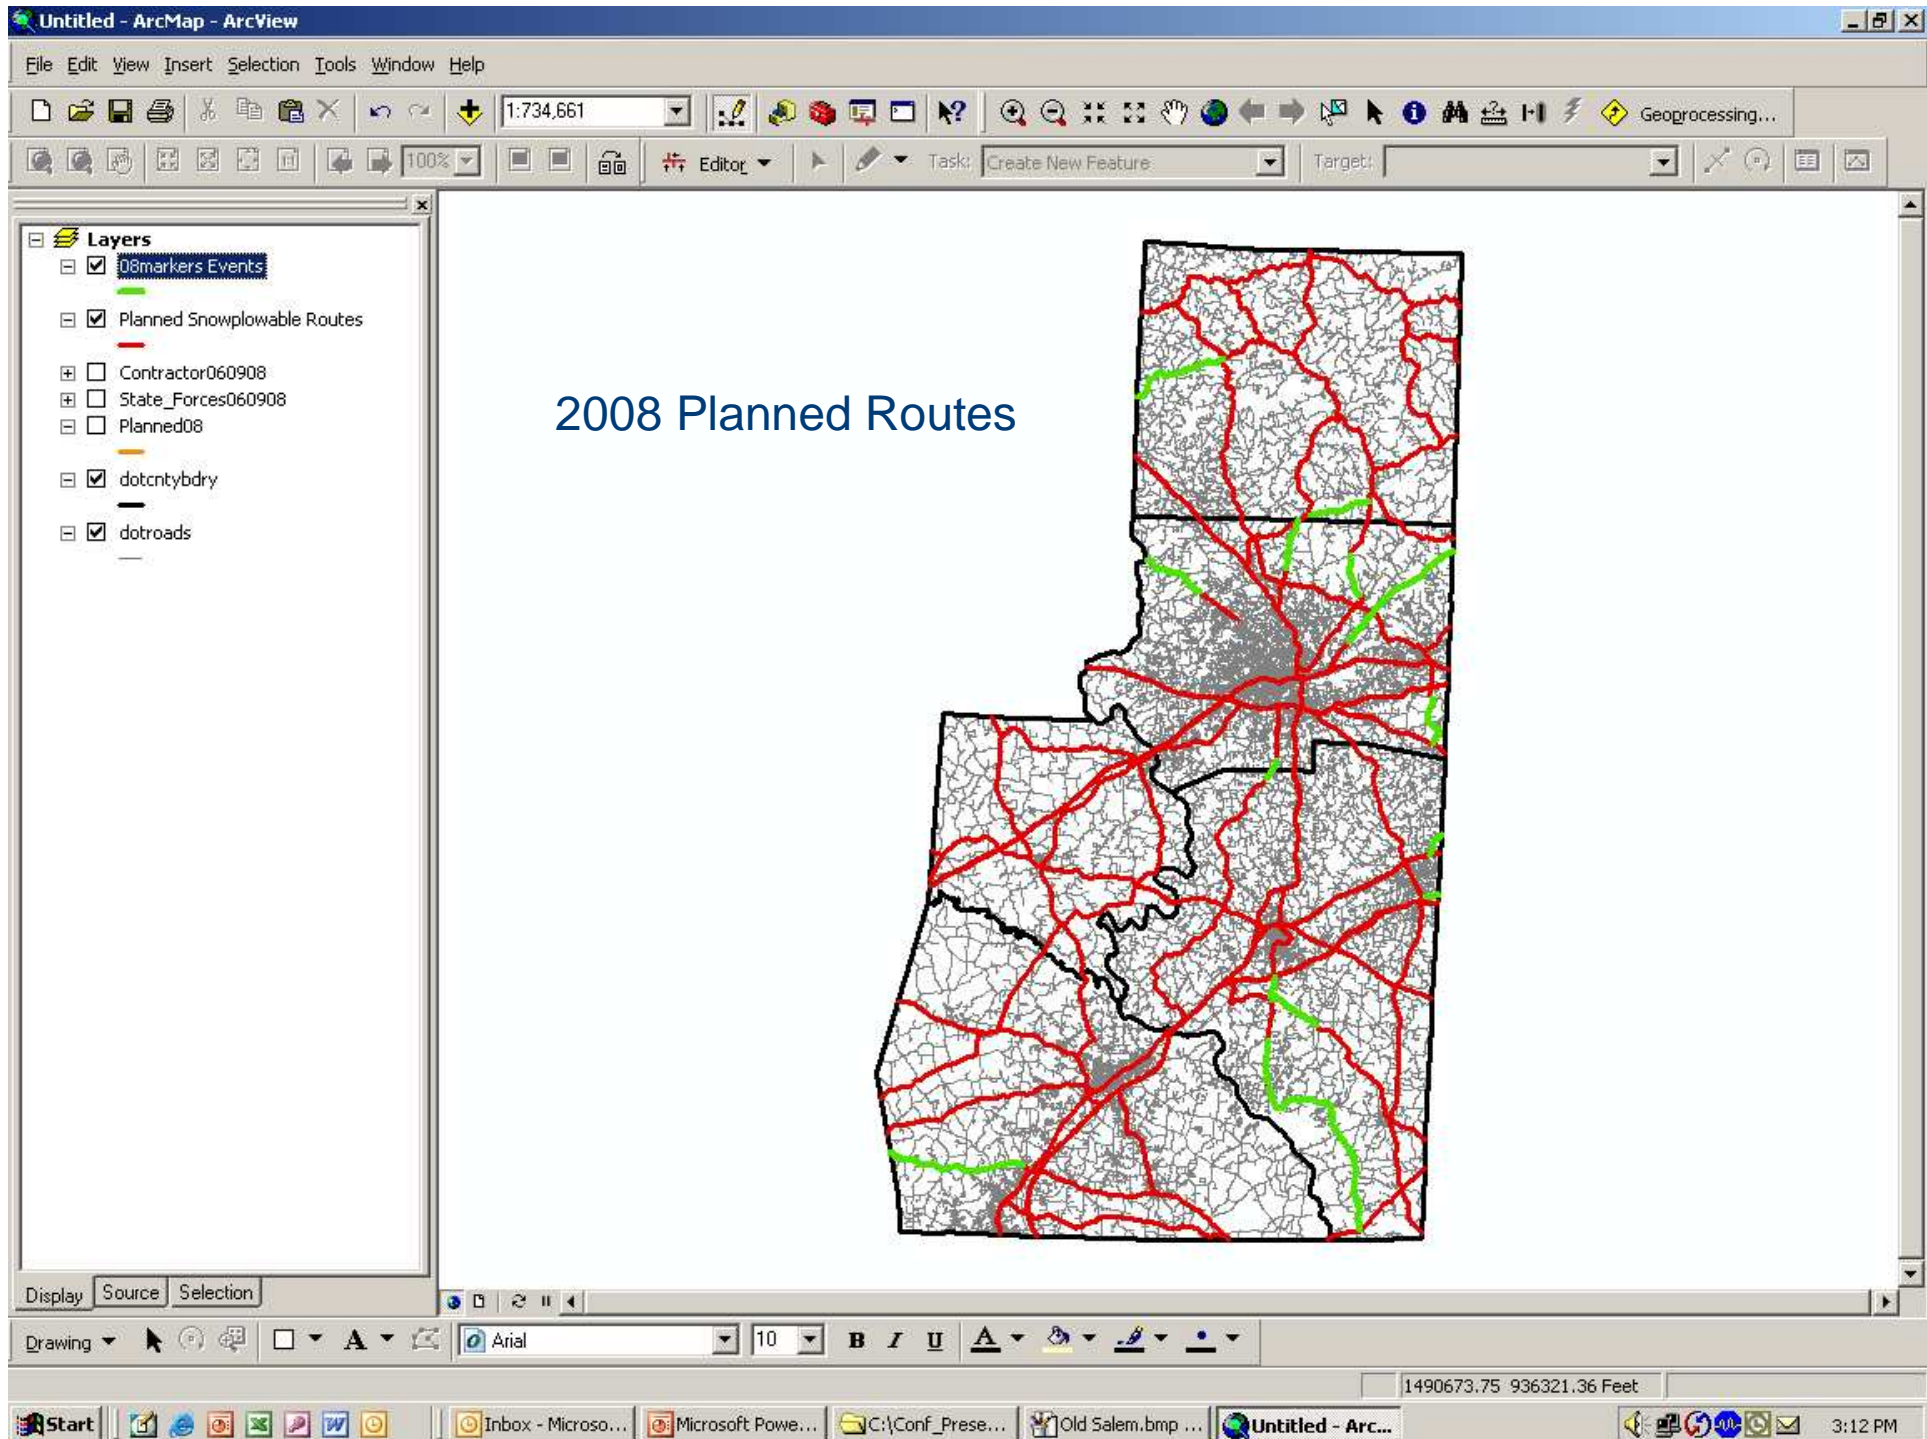 Untitled - ArcMap - ArcView
File Edit View Insert Selection Tools Window Help
1:734,661 Geoprocessing...
100% Editor Task: Create New Feature Target:
Layers
08markers Events
Planned Snowplowable Routes
Contractor060908
State_Forces060908
Planned08
dotcntybdry
dotroads
2008 Planned Routes
Display Source Selection
Drawing A Arial 10 B I U A
1490673.75 936321.36 Feet
Start Inbox - Microso... Microsoft Powe... C:\Conf_Prese... Old Salem.bmp ... Untitled - Arc... 3:12 PM